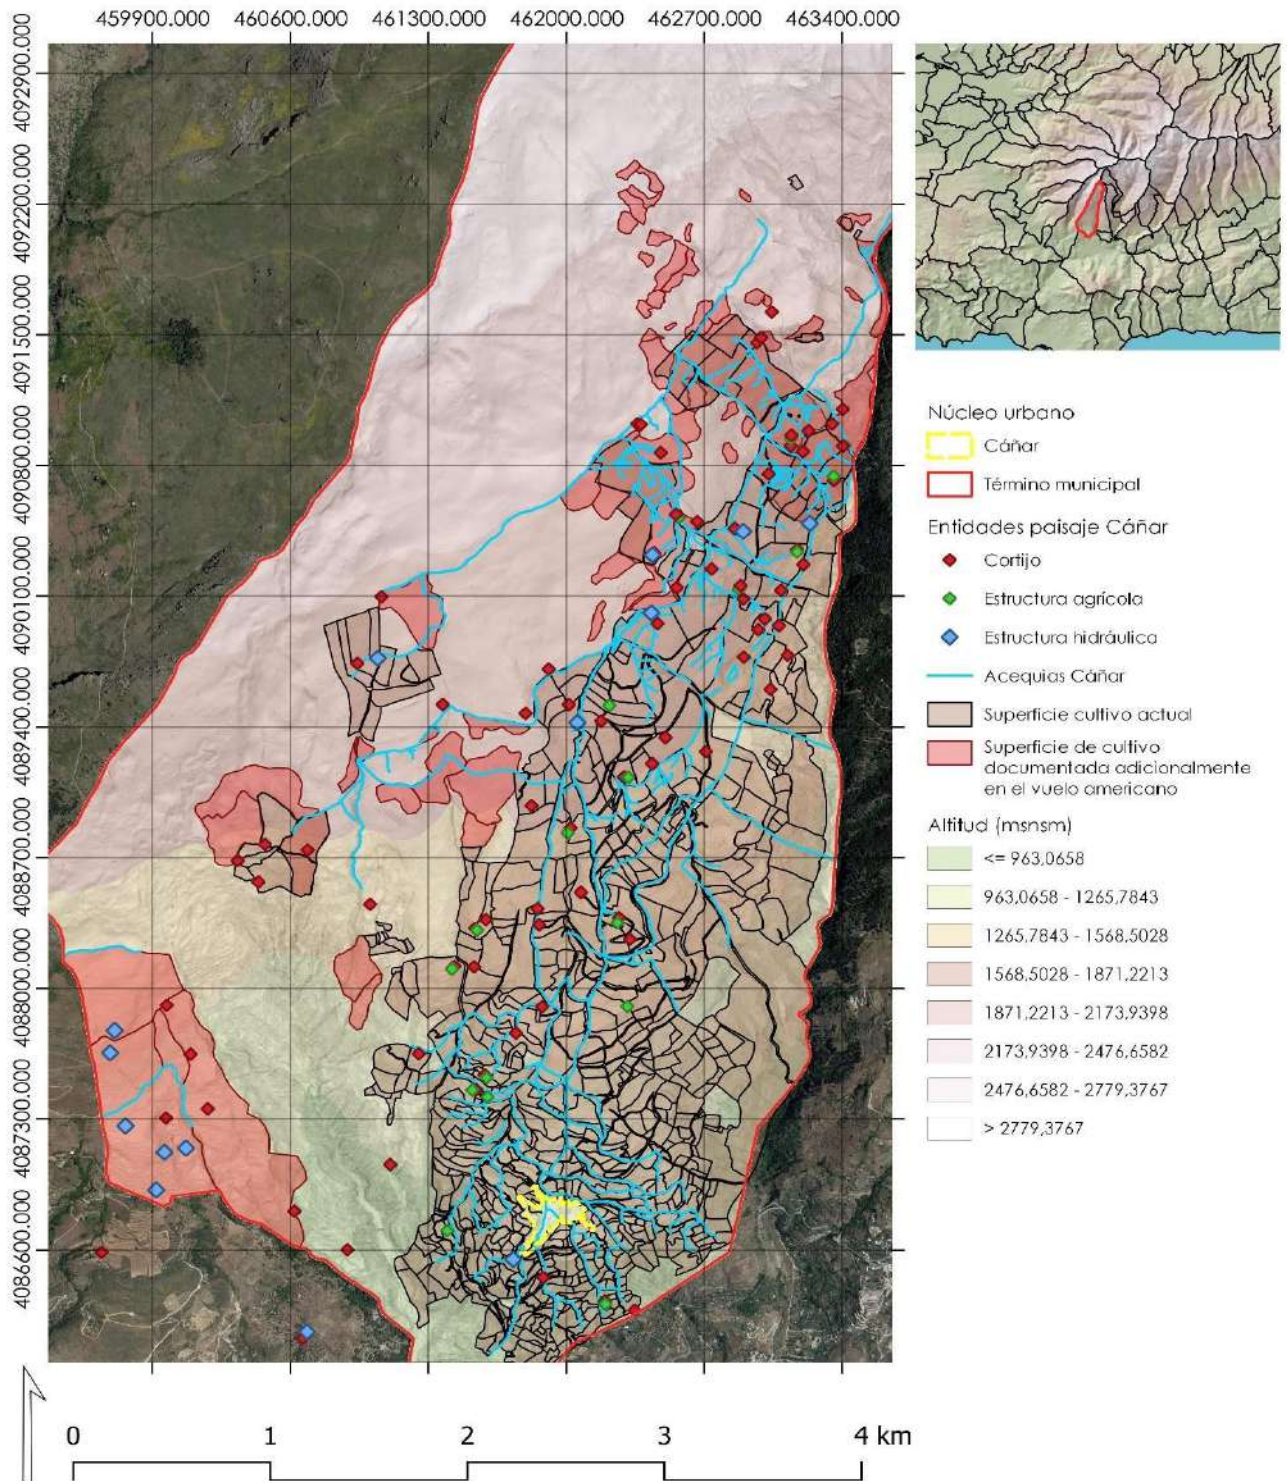 459900.000 460600.000 461300.000 462000.000 462700.000 463400.000
4092900.000
4092200.000
4091500.000
4090800.000
4090100.000
4089400.000
4088700.000
4088000.000
4087300.000
4086600.000
Núcleo urbano
Cáñar
Término municipal
Entidades paisaje Cáñar
Cortijo
Estructura agrícola
Estructura hidráulica
Acequias Cáñar
Superficie cultivo actual
Superficie de cultivo
documentada adicionalmente
en el vuelo americano
Altitud (msnsm)
<= 963,0658
963,0658 - 1265,7843
1265,7843 - 1568,5028
1568,5028 - 1871,2213
1871,2213 - 2173,9398
2173,9398 - 2476,6582
2476,6582 - 2779,3767
> 2779,3767
0 1 2 3 4 km